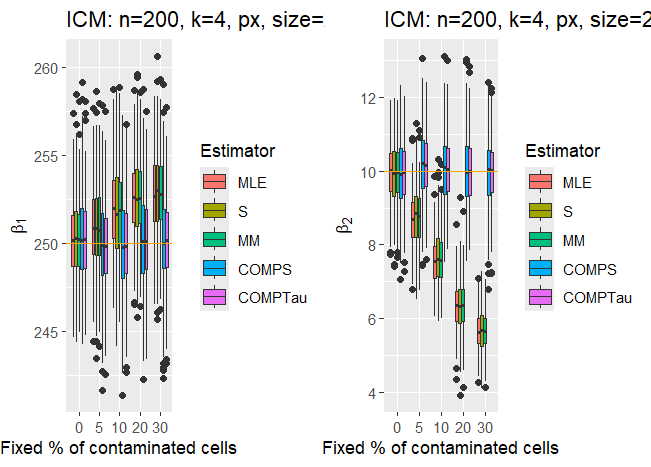 ICM: n=200, k=4, px, size=
260
255
250
245
β1
0 5 10 20 30
Fixed % of contaminated cells
Estimator
MLE
S
MM
COMPS
COMPTau
ICM: n=200, k=4, px, size=2
12
10
8
6
4
β2
0 5 10 20 30
Fixed % of contaminated cells
Estimator
MLE
S
MM
COMPS
COMPTau